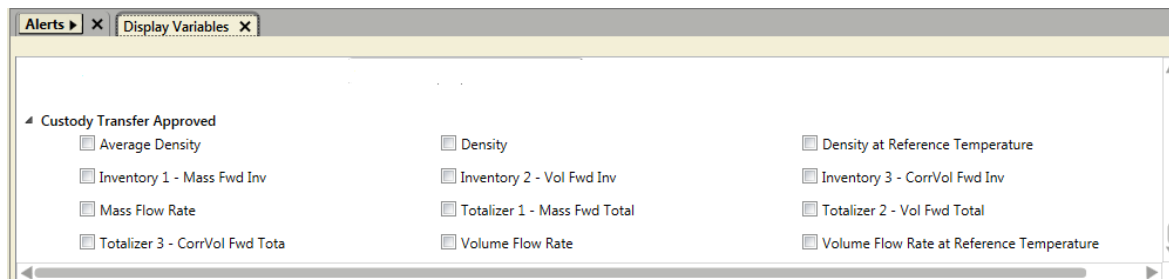 Alerts Display Variables
Custody Transfer Approved
Average Density Density Density at Reference Temperature
Inventory 1 - Mass Fwd Inv Inventory 2 - Vol Fwd Inv Inventory 3 - CorrVol Fwd Inv
Mass Flow Rate Totalizer 1 - Mass Fwd Total Totalizer 2 - Vol Fwd Total
Totalizer 3 - CorrVol Fwd Tota Volume Flow Rate Volume Flow Rate at Reference Temperature